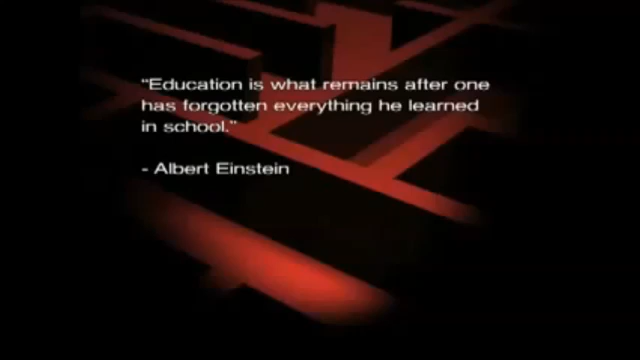 “Education is what remains after one
has forgotten everything he learned
in school.”
- Albert Einstein